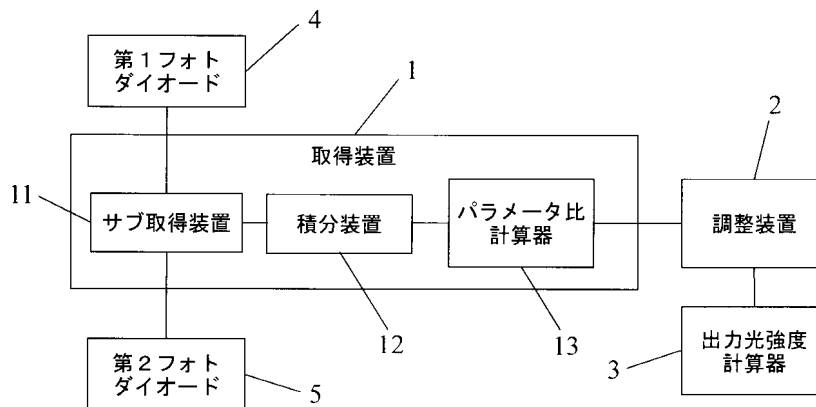 4
第1フォト
ダイオード
1
取得装置
2
11
サブ取得装置
積分装置
パラメータ比
計算器
調整装置
12
13
第2フォト
ダイオード
5
3
出力光強度
計算器